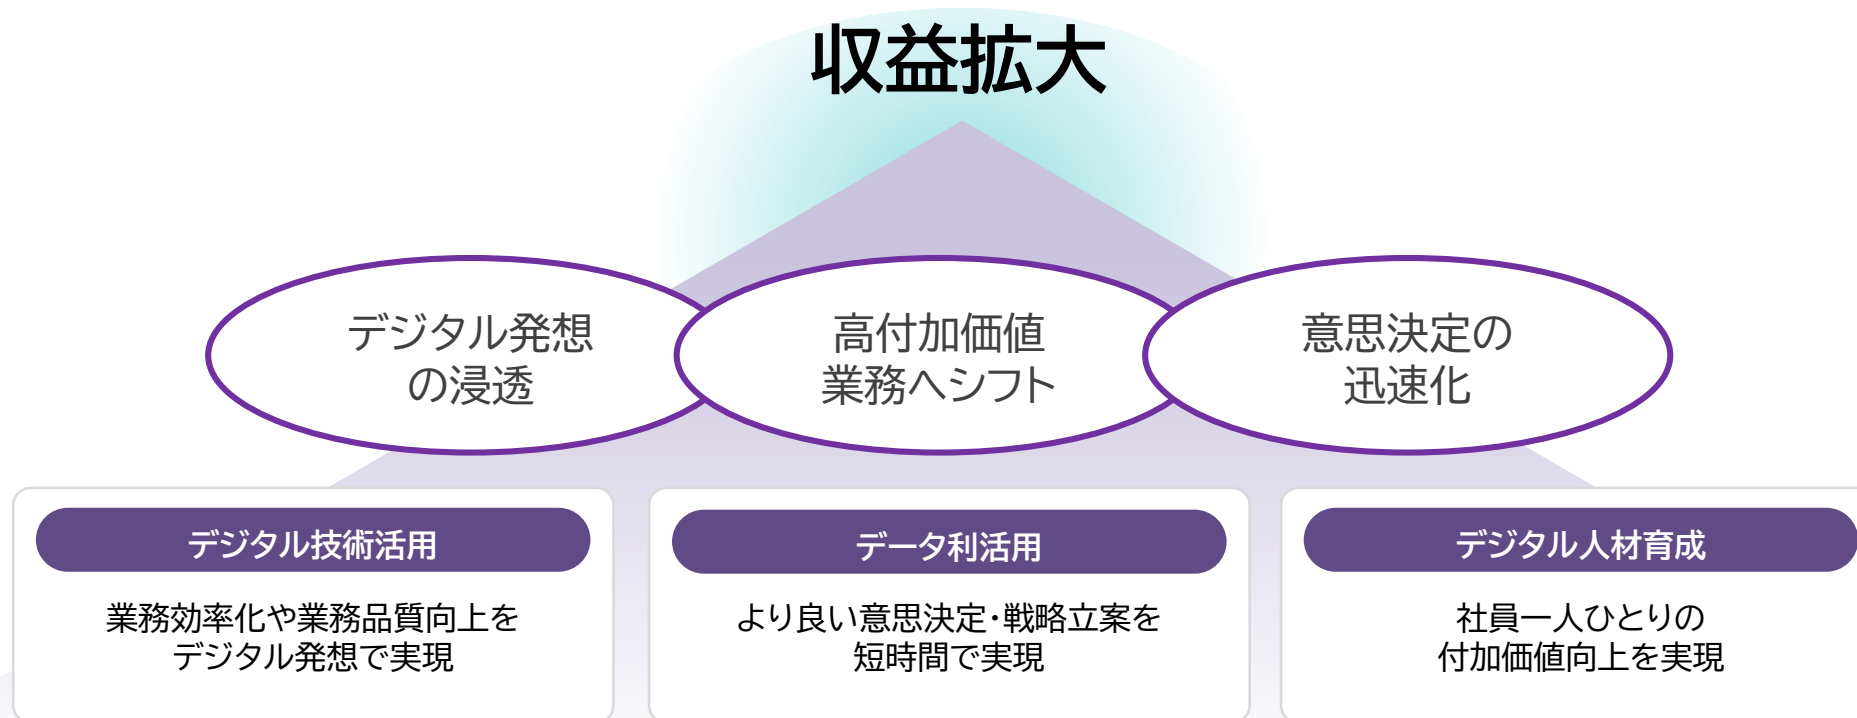 収益拡大
デジタル発想
の浸透
高付加価値
業務へシフト
意思決定の
迅速化
デジタル技術活用
業務効率化や業務品質向上を
デジタル発想で実現
データ利活用
より良い意思決定・戦略立案を
短時間で実現
デジタル人材育成
社員一人ひとりの
付加価値向上を実現